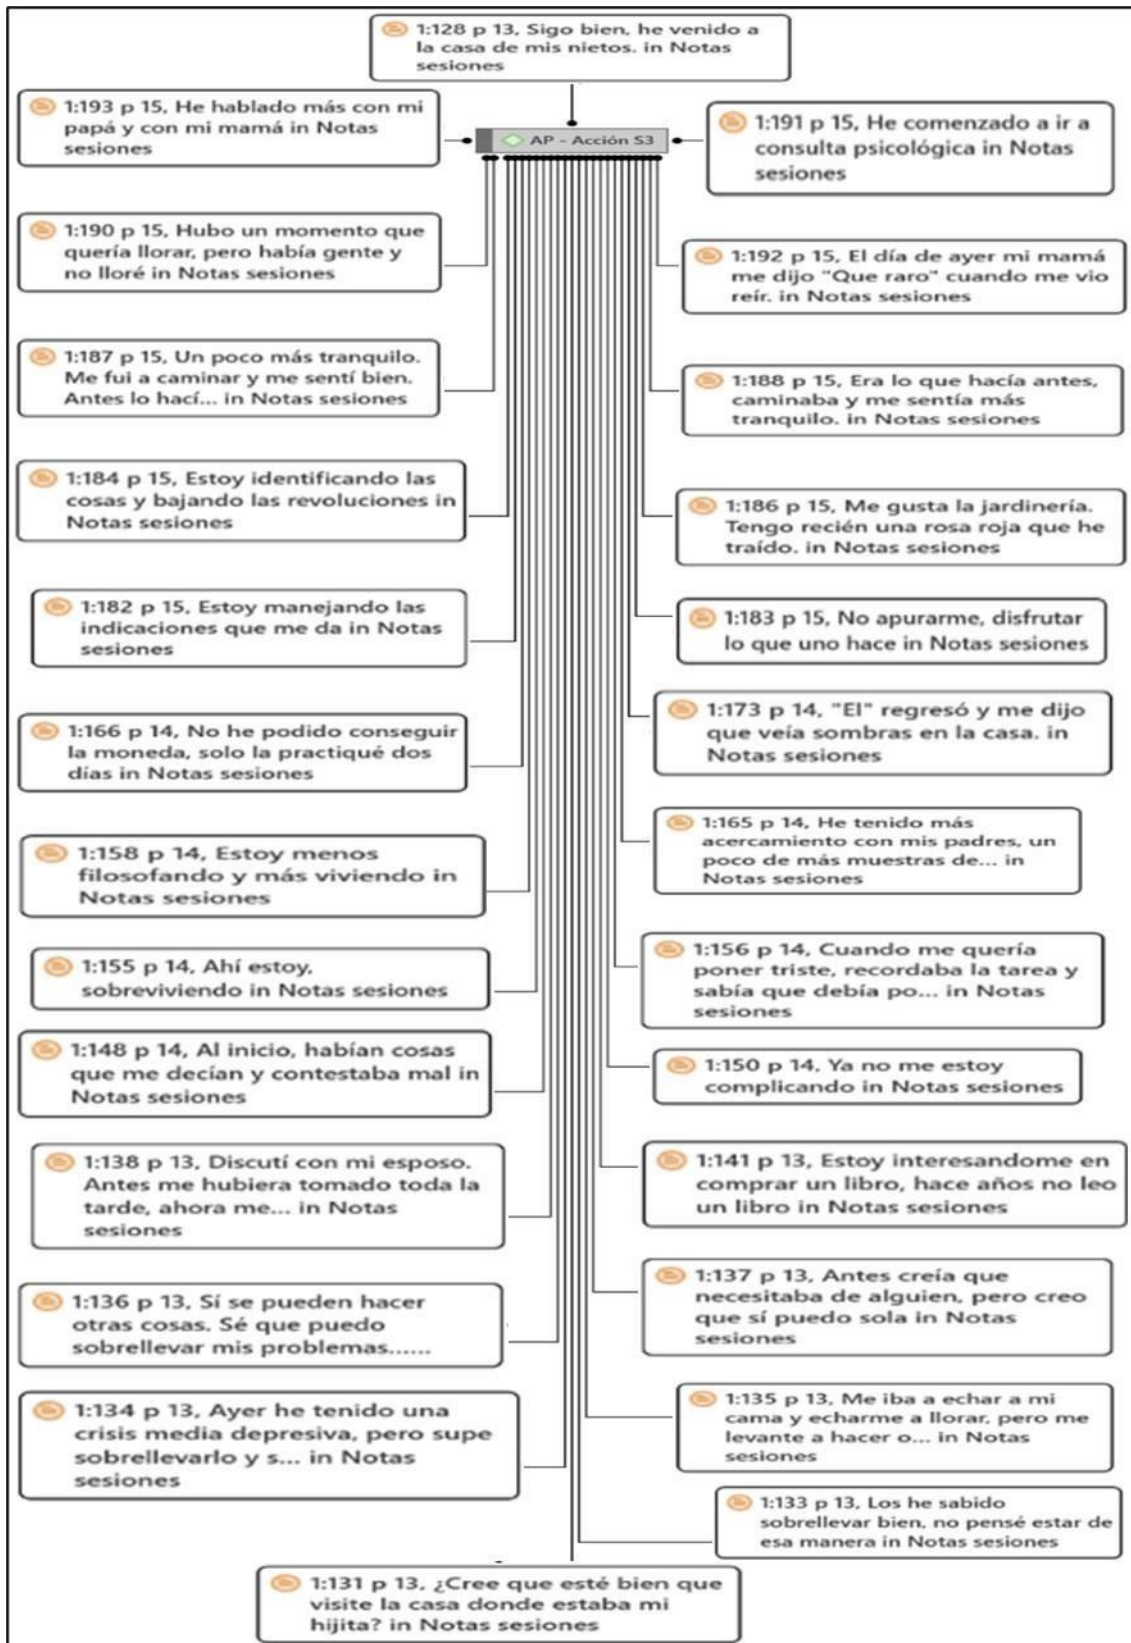 1:128 p 13, Sigo bien, he venido a
la casa de mis nietos. in Notas
sesiones
1:193 p 15, He hablado más con mi
papá y con mi mamá in Notas
sesiones
AP - Acción S3
1:191 p 15, He comenzado a ir a
consulta psicológica in Notas
sesiones
1:190 p 15, Hubo un momento que
quería llorar, pero había gente y
no lloré in Notas sesiones
1:192 p 15, El día de ayer mi mamá
me dijo "Que raro" cuando me vio
reír. in Notas sesiones
1:187 p 15, Un poco más tranquilo.
Me fui a caminar y me sentí bien.
Antes lo hací... in Notas sesiones
1:188 p 15, Era lo que hacía antes,
caminaba y me sentía más
tranquilo. in Notas sesiones
1:184 p 15, Estoy identificando las
cosas y bajando las revoluciones in
Notas sesiones
1:186 p 15, Me gusta la jardinería.
Tengo recién una rosa roja que he
traído. in Notas sesiones
1:182 p 15, Estoy manejando las
indicaciones que me da in Notas
sesiones
1:183 p 15, No apurarme, disfrutar
lo que uno hace in Notas sesiones
1:166 p 14, No he podido conseguir
la moneda, solo la practiqué dos
días in Notas sesiones
1:173 p 14, "El" regresó y me dijo
que veía sombras en la casa. in
Notas sesiones
1:158 p 14, Estoy menos
filosofando y más viviendo in
Notas sesiones
1:165 p 14, He tenido más
acercamiento con mis padres, un
poco de más muestras de... in
Notas sesiones
1:155 p 14, Ahí estoy,
sobreviviendo in Notas sesiones
1:156 p 14, Cuando me quería
poner triste, recordaba la tarea y
sabía que debía po... in Notas
sesiones
1:148 p 14, Al inicio, habían cosas
que me decían y contestaba mal in
Notas sesiones
1:150 p 14, Ya no me estoy
complicando in Notas sesiones
1:138 p 13, Discutí con mi esposo.
Antes me hubiera tomado toda la
tarde, ahora me... in Notas
sesiones
1:141 p 13, Estoy interesandome en
comprar un libro, hace años no leo
un libro in Notas sesiones
1:136 p 13, Sí se pueden hacer
otras cosas. Sé que puedo
sobrellevar mis problemas......
1:137 p 13, Antes creía que
necesitaba de alguien, pero creo
que sí puedo sola in Notas
sesiones
1:134 p 13, Ayer he tenido una
crisis media depresiva, pero supe
sobrellevarlo y s... in Notas
sesiones
1:135 p 13, Me iba a echar a mi
cama y echarme a llorar, pero me
levante a hacer o... in Notas
sesiones
1:133 p 13, Los he sabido
sobrellevar bien, no pensé estar de
esa manera in Notas sesiones
1:131 p 13, ¿Cree que esté bien que
visite la casa donde estaba mi
hijita? in Notas sesiones